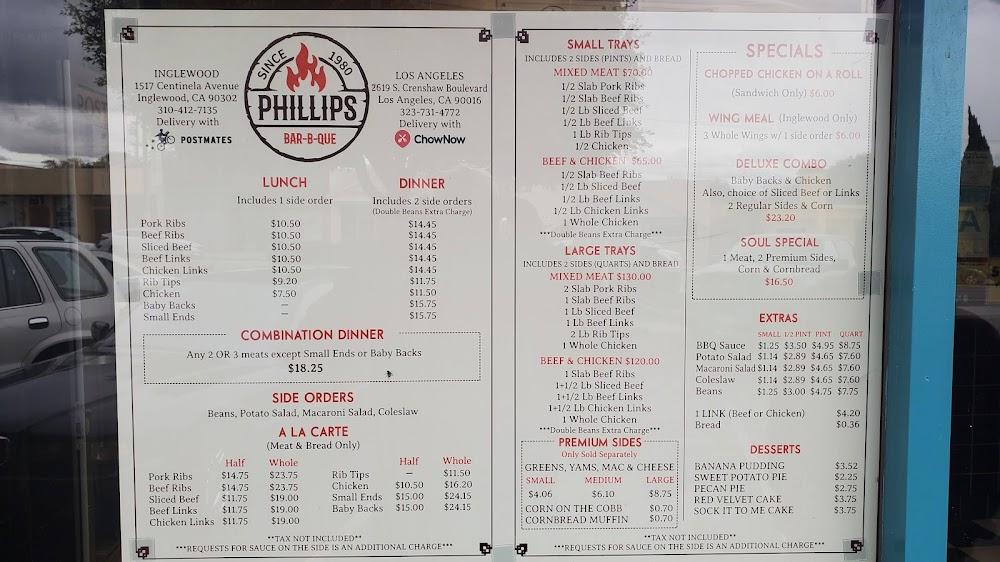 INGLEWOOD
1517 Centinela Avenue
Inglewood, CA 90302
310-412-7135
Delivery with
POSTMATES
SINCE 1980
PHILLIPS
BAR-B-QUE
LOS ANGELES
2619 S. Crenshaw Boulevard
Los Angeles, CA 90016
323-731-4772
Delivery with
ChowNow
LUNCH DINNER
Includes 1 side order Includes 2 side orders
(Double Beans Extra Charge)
Pork Ribs $10.50 $14.45
Beef Ribs $10.50 $14.45
Sliced Beef $10.50 $14.45
Beef Links $10.50 $14.45
Chicken Links $10.50 $14.45
Rib Tips $9.20 $11.75
Chicken $7.50 $11.50
Baby Backs – $15.75
Small Ends – $15.75
COMBINATION DINNER
Any 2 OR 3 meats except Small Ends or Baby Backs
$18.25
SIDE ORDERS
Beans, Potato Salad, Macaroni Salad, Coleslaw
A LA CARTE
(Meat & Bread Only)
Half Whole
Pork Ribs $14.75 $23.75
Beef Ribs $14.75 $23.75
Sliced Beef $11.75 $19.00
Beef Links $11.75 $19.00
Chicken Links $11.75 $19.00
Half Whole
Rib Tips – $11.50
Chicken $10.50 $16.20
Small Ends $15.00 $24.15
Baby Backs $15.00 $24.15
**TAX NOT INCLUDED**
***REQUESTS FOR SAUCE ON THE SIDE IS AN ADDITIONAL CHARGE***
SMALL TRAYS
INCLUDES 2 SIDES (PINTS) AND BREAD
MIXED MEAT $70.00
1/2 Slab Pork Ribs
1/2 Slab Beef Ribs
1/2 Lb Sliced Beef
1/2 Lb Beef Links
1 Lb Rib Tips
1/2 Chicken
BEEF & CHICKEN $65.00
1/2 Slab Beef Ribs
1/2 Lb Sliced Beef
1/2 Lb Beef Links
1/2 Lb Chicken Links
1 Whole Chicken
***Double Beans Extra Charge***
LARGE TRAYS
INCLUDES 2 SIDES (QUARTS) AND BREAD
MIXED MEAT $130.00
2 Slab Pork Ribs
1 Slab Beef Ribs
1 Lb Sliced Beef
1 Lb Beef Links
2 Lb Rib Tips
1 Whole Chicken
BEEF & CHICKEN $120.00
1 Slab Beef Ribs
1+1/2 Lb Sliced Beef
1+1/2 Lb Beef Links
1+1/2 Lb Chicken Links
1 Whole Chicken
***Double Beans Extra Charge***
PREMIUM SIDES
Only Sold Separately
GREENS, YAMS, MAC & CHEESE
SMALL MEDIUM LARGE
$4.06 $6.10 $8.75
CORN ON THE COBB $0.70
CORNBREAD MUFFIN $0.70
SPECIALS
CHOPPED CHICKEN ON A ROLL
(Sandwich Only) $6.00
WING MEAL (Inglewood Only)
3 Whole Wings w/ 1 side order $6.00
DELUXE COMBO
Baby Backs & Chicken
Also, choice of Sliced Beef or Links
2 Regular Sides & Corn
$23.20
SOUL SPECIAL
1 Meat, 2 Premium Sides,
Corn & Cornbread
$16.50
EXTRAS
SMALL 1/2 PINT PINT QUART
BBQ Sauce $1.25 $3.50 $4.95 $8.75
Potato Salad $1.14 $2.89 $4.65 $7.60
Macaroni Salad $1.14 $2.89 $4.65 $7.60
Coleslaw $1.14 $2.89 $4.65 $7.60
Beans $1.25 $3.00 $4.75 $7.75
1 LINK (Beef or Chicken) $4.20
Bread $0.36
DESSERTS
BANANA PUDDING $3.52
SWEET POTATO PIE $2.25
PECAN PIE $2.75
RED VELVET CAKE $3.75
SOCK IT TO ME CAKE $3.75
**TAX NOT INCLUDED**
***REQUESTS FOR SAUCE ON THE SIDE IS AN ADDITIONAL CHARGE***